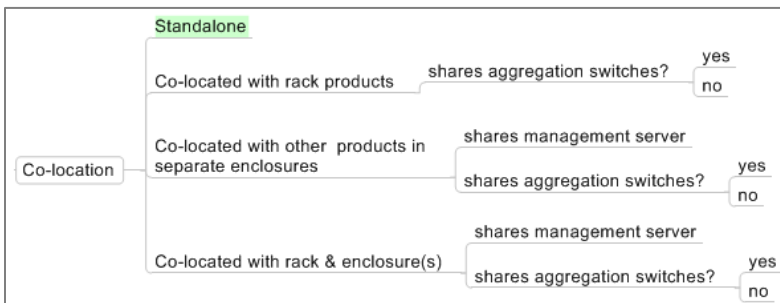 Standalone
Co-located with rack products
shares aggregation switches?
yes
no
Co-location
Co-located with other products in
separate enclosures
shares management server
shares aggregation switches?
yes
no
Co-located with rack & enclosure(s)
shares management server
shares aggregation switches?
yes
no